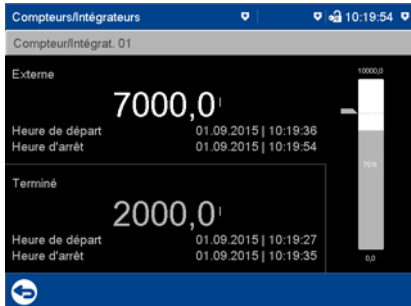 Compteurs/Intégrateurs 10:19:54
Compteur/Intégrat. 01
Externe
10000,0
7000,0 l
Heure de départ 01.09.2015 | 10:19:36
Heure d'arrêt 01.09.2015 | 10:19:54
70%
Terminé
2000,0 l
Heure de départ 01.09.2015 | 10:19:27
Heure d'arrêt 01.09.2015 | 10:19:35
0,0